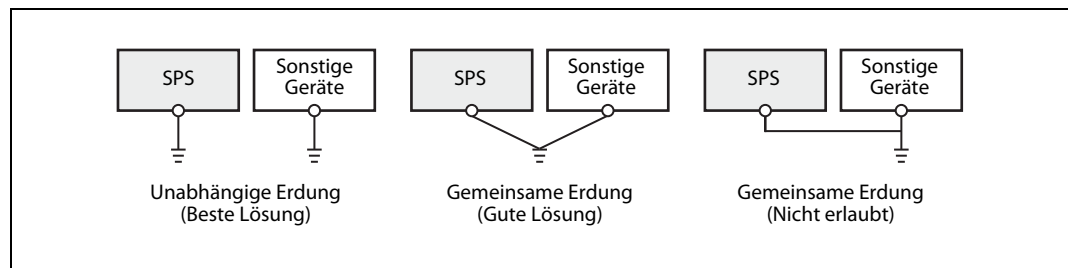 SPS
Sonstige
Geräte
Unabhängige Erdung
(Beste Lösung)
SPS
Sonstige
Geräte
Gemeinsame Erdung
(Gute Lösung)
SPS
Sonstige
Geräte
Gemeinsame Erdung
(Nicht erlaubt)